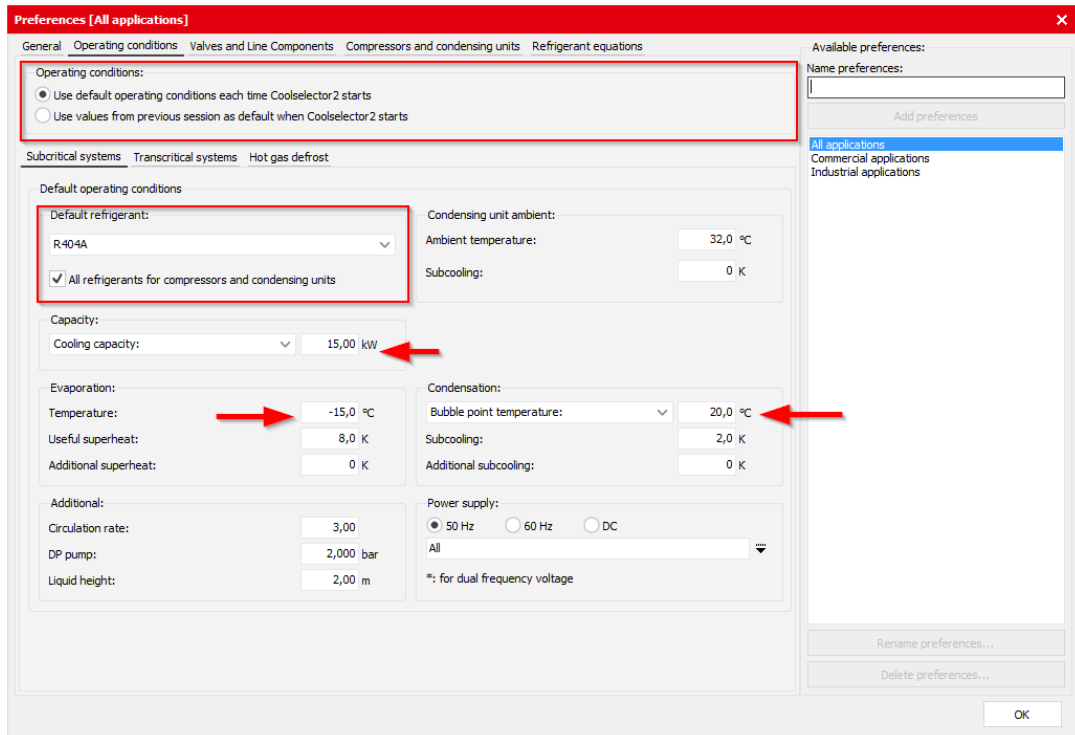 Preferences [All applications]
General Operating conditions Valves and Line Components Compressors and condensing units Refrigerant equations
Operating conditions:
Use default operating conditions each time Coolselector2 starts
Use values from previous session as default when Coolselector2 starts
Subcritical systems Transcritical systems Hot gas defrost
Default operating conditions
Default refrigerant:
R404A
All refrigerants for compressors and condensing units
Condensing unit ambient:
Ambient temperature: 32,0 °C
Subcooling: 0 K
Capacity:
Cooling capacity: 15,00 kW
Evaporation:
Temperature: -15,0 °C
Useful superheat: 8,0 K
Additional superheat: 0 K
Condensation:
Bubble point temperature: 20,0 °C
Subcooling: 2,0 K
Additional subcooling: 0 K
Additional:
Circulation rate: 3,00
DP pump: 2,000 bar
Liquid height: 2,00 m
Power supply:
50 Hz 60 Hz DC
All
*: for dual frequency voltage
Available preferences:
Name preferences:
Add preferences
All applications
Commercial applications
Industrial applications
Rename preferences...
Delete preferences...
OK